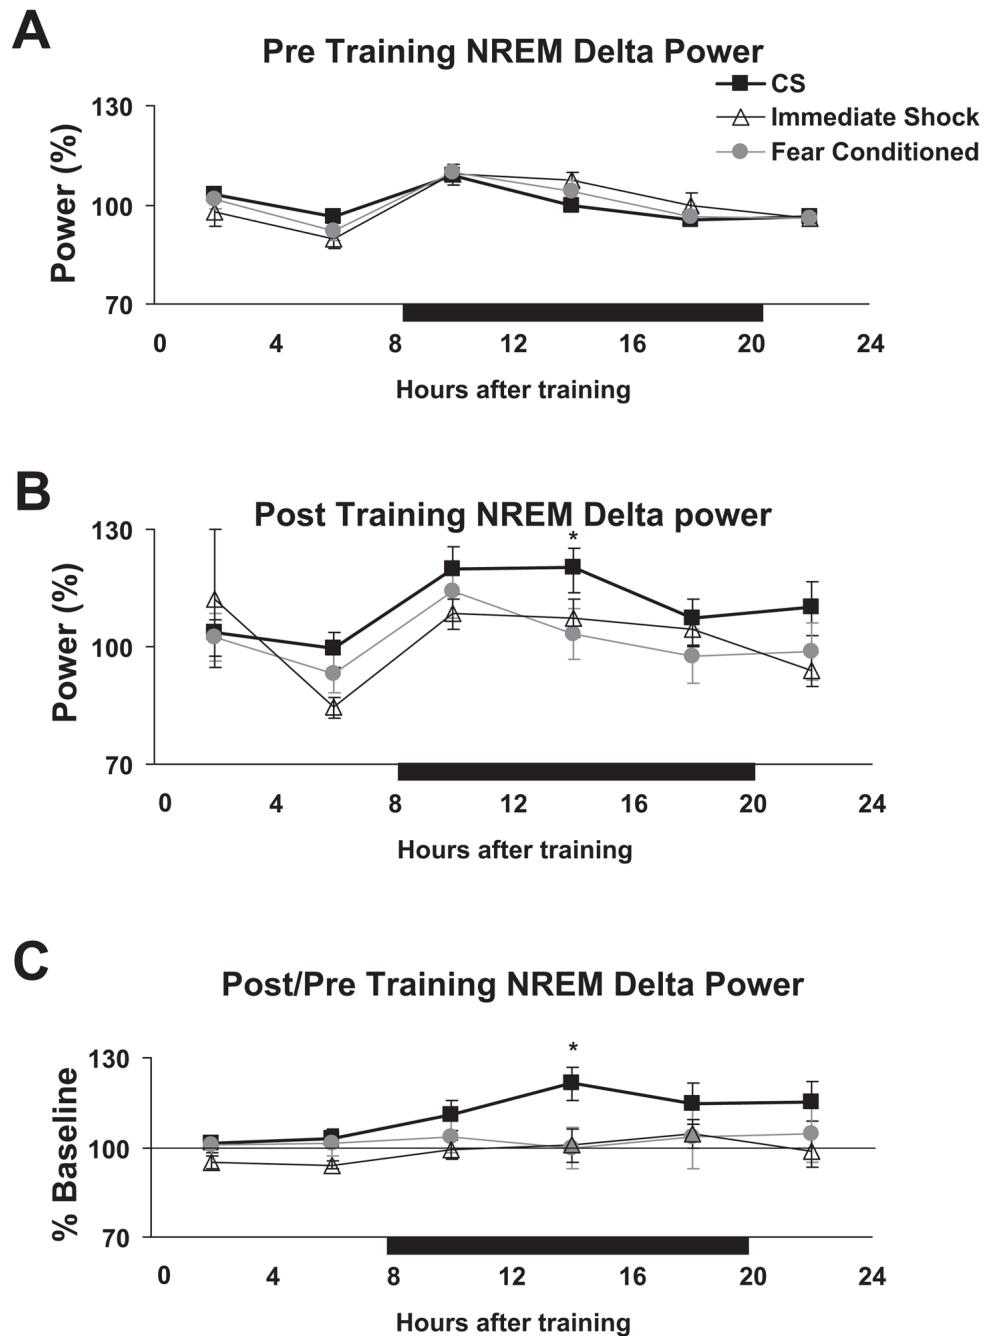 A
Pre Training NREM Delta Power
CS
Immediate Shock
Fear Conditioned
Power (%)
130
100
70
0 4 8 12 16 20 24
Hours after training
B
Post Training NREM Delta power
Power (%)
130
100
70
*
0 4 8 12 16 20 24
Hours after training
C
Post/Pre Training NREM Delta Power
% Baseline
130
100
70
*
0 4 8 12 16 20 24
Hours after training